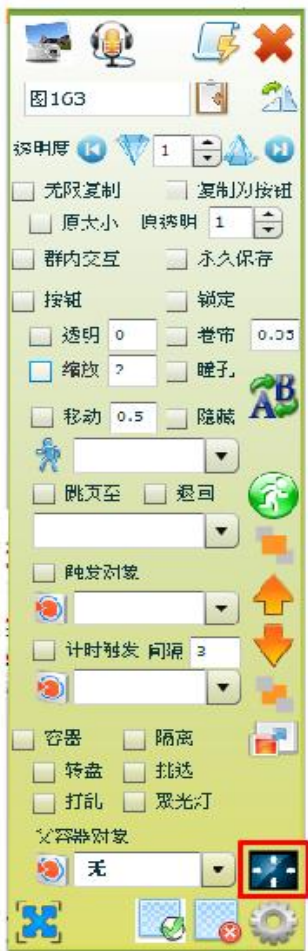 图163
透明度 1
无限复制 复制为按钮
原大小 原透明 1
群内交互 永久保存
按钮 锁定
透明 0 卷帘 0.05
缩放 2 瞳孔
移动 0.5 隐藏
AB
跳页至 退回
触发对象
计时触发 间隔 3
容器 隔离
转盘 挑选
打乱 聚光灯
父容器对象
无